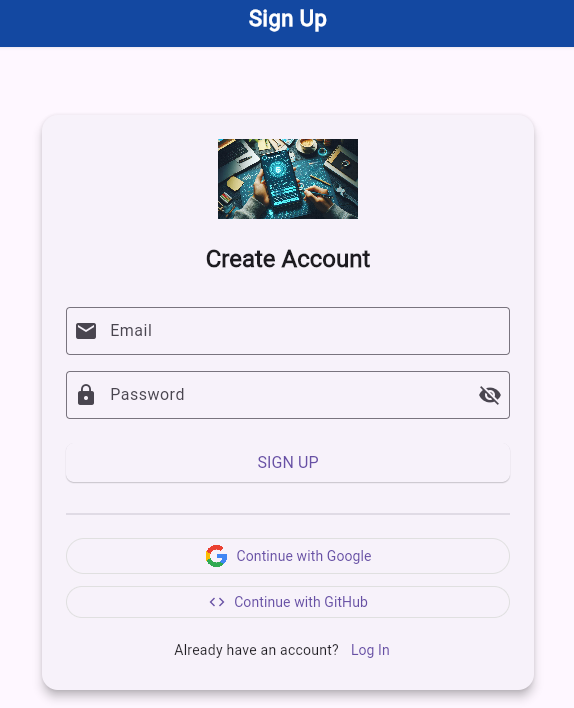 Sign Up
Create Account
Email
Password
SIGN UP
Continue with Google
Continue with GitHub
Already have an account? Log In